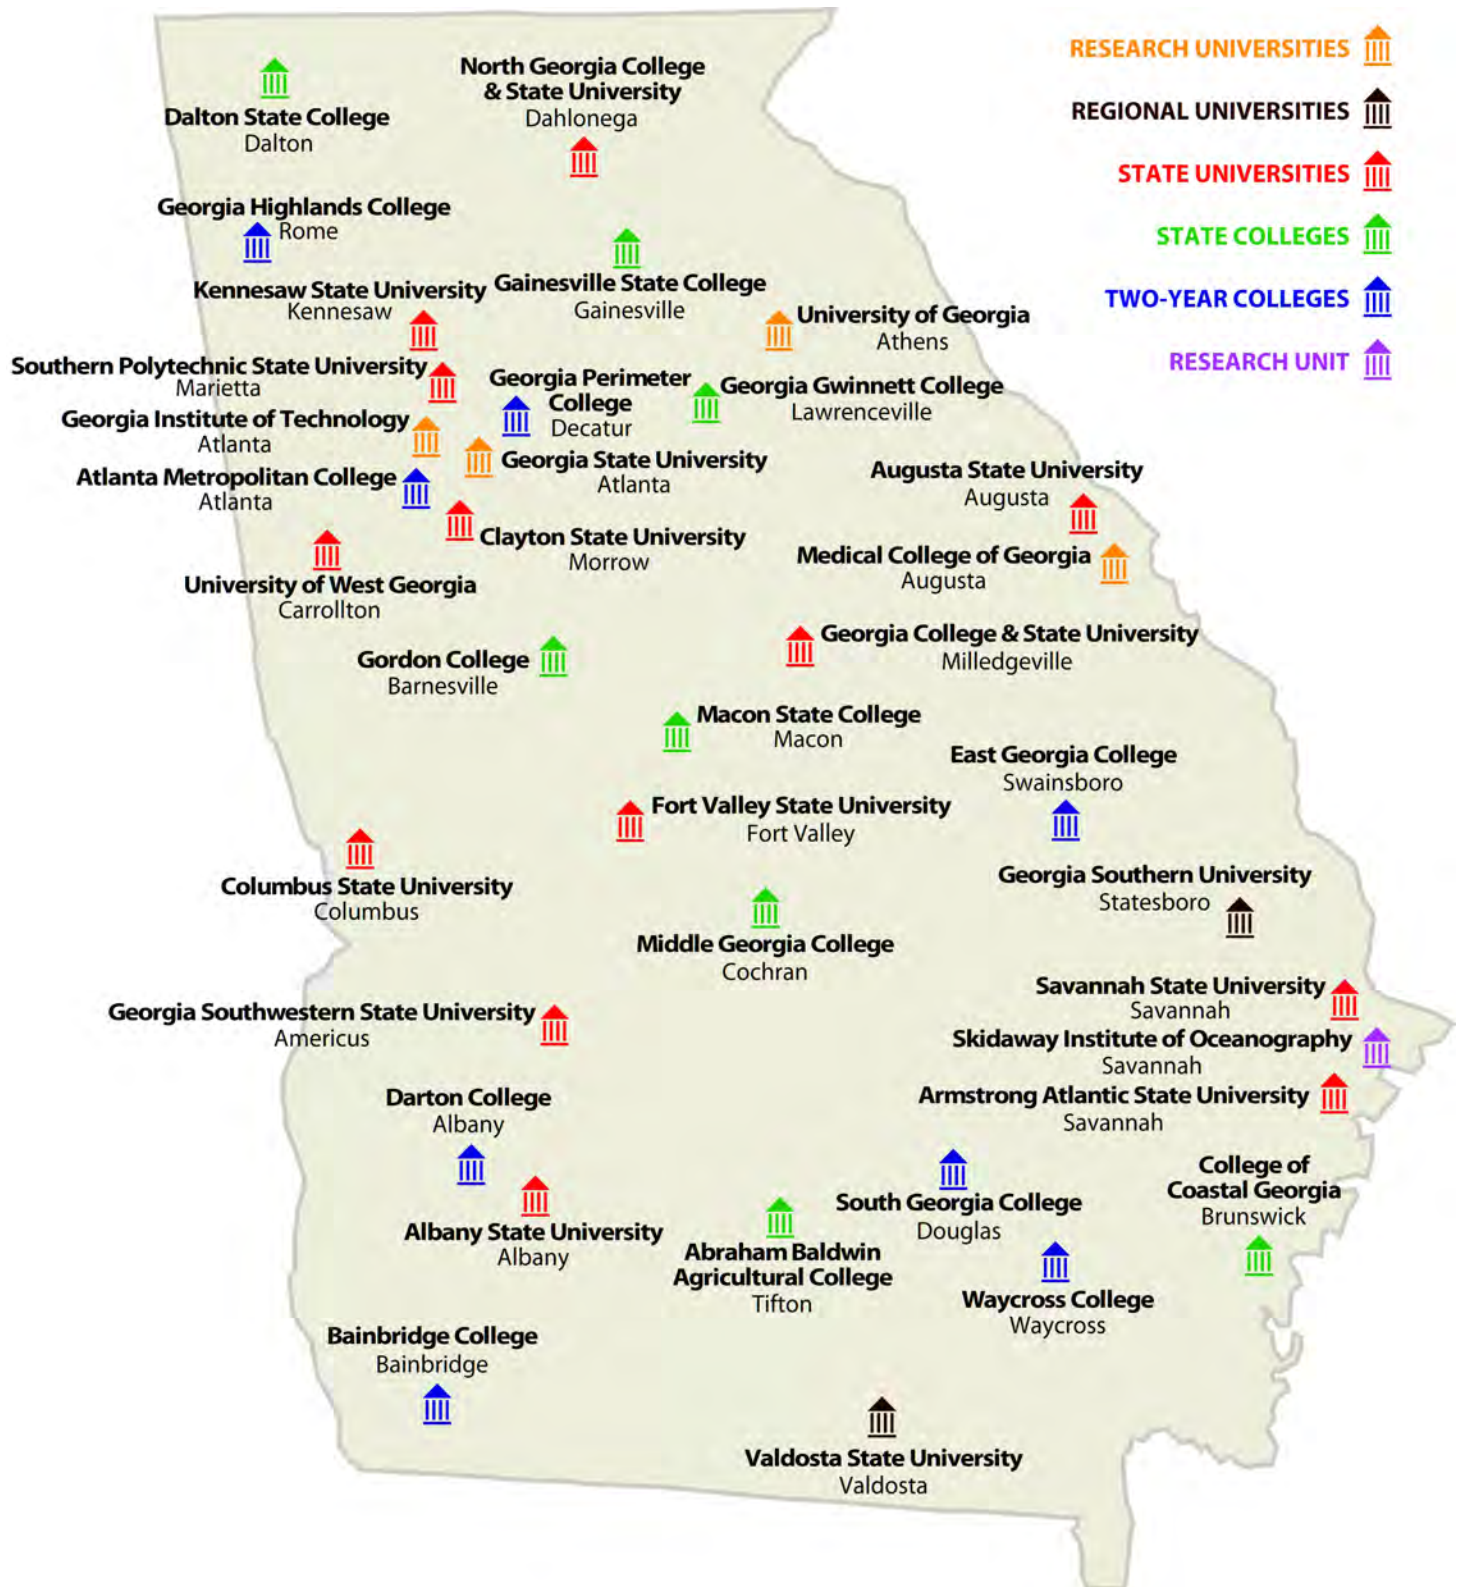 RESEARCH UNIVERSITIES
REGIONAL UNIVERSITIES
STATE UNIVERSITIES
STATE COLLEGES
TWO-YEAR COLLEGES
RESEARCH UNIT
Dalton State College
Dalton
North Georgia College
& State University
Dahlonega
Georgia Highlands College
Rome
Kennesaw State University
Kennesaw
Gainesville State College
Gainesville
University of Georgia
Athens
Southern Polytechnic State University
Marietta
Georgia Perimeter
College
Decatur
Georgia Gwinnett College
Lawrenceville
Georgia Institute of Technology
Atlanta
Georgia State University
Atlanta
Atlanta Metropolitan College
Atlanta
Augusta State University
Augusta
Clayton State University
Morrow
Medical College of Georgia
Augusta
University of West Georgia
Carrollton
Georgia College & State University
Milledgeville
Gordon College
Barnesville
Macon State College
Macon
East Georgia College
Swainsboro
Fort Valley State University
Fort Valley
Columbus State University
Columbus
Georgia Southern University
Statesboro
Middle Georgia College
Cochran
Savannah State University
Savannah
Georgia Southwestern State University
Americus
Skidaway Institute of Oceanography
Savannah
Armstrong Atlantic State University
Savannah
Darton College
Albany
College of
Coastal Georgia
Brunswick
South Georgia College
Douglas
Albany State University
Albany
Abraham Baldwin
Agricultural College
Tifton
Waycross College
Waycross
Bainbridge College
Bainbridge
Valdosta State University
Valdosta